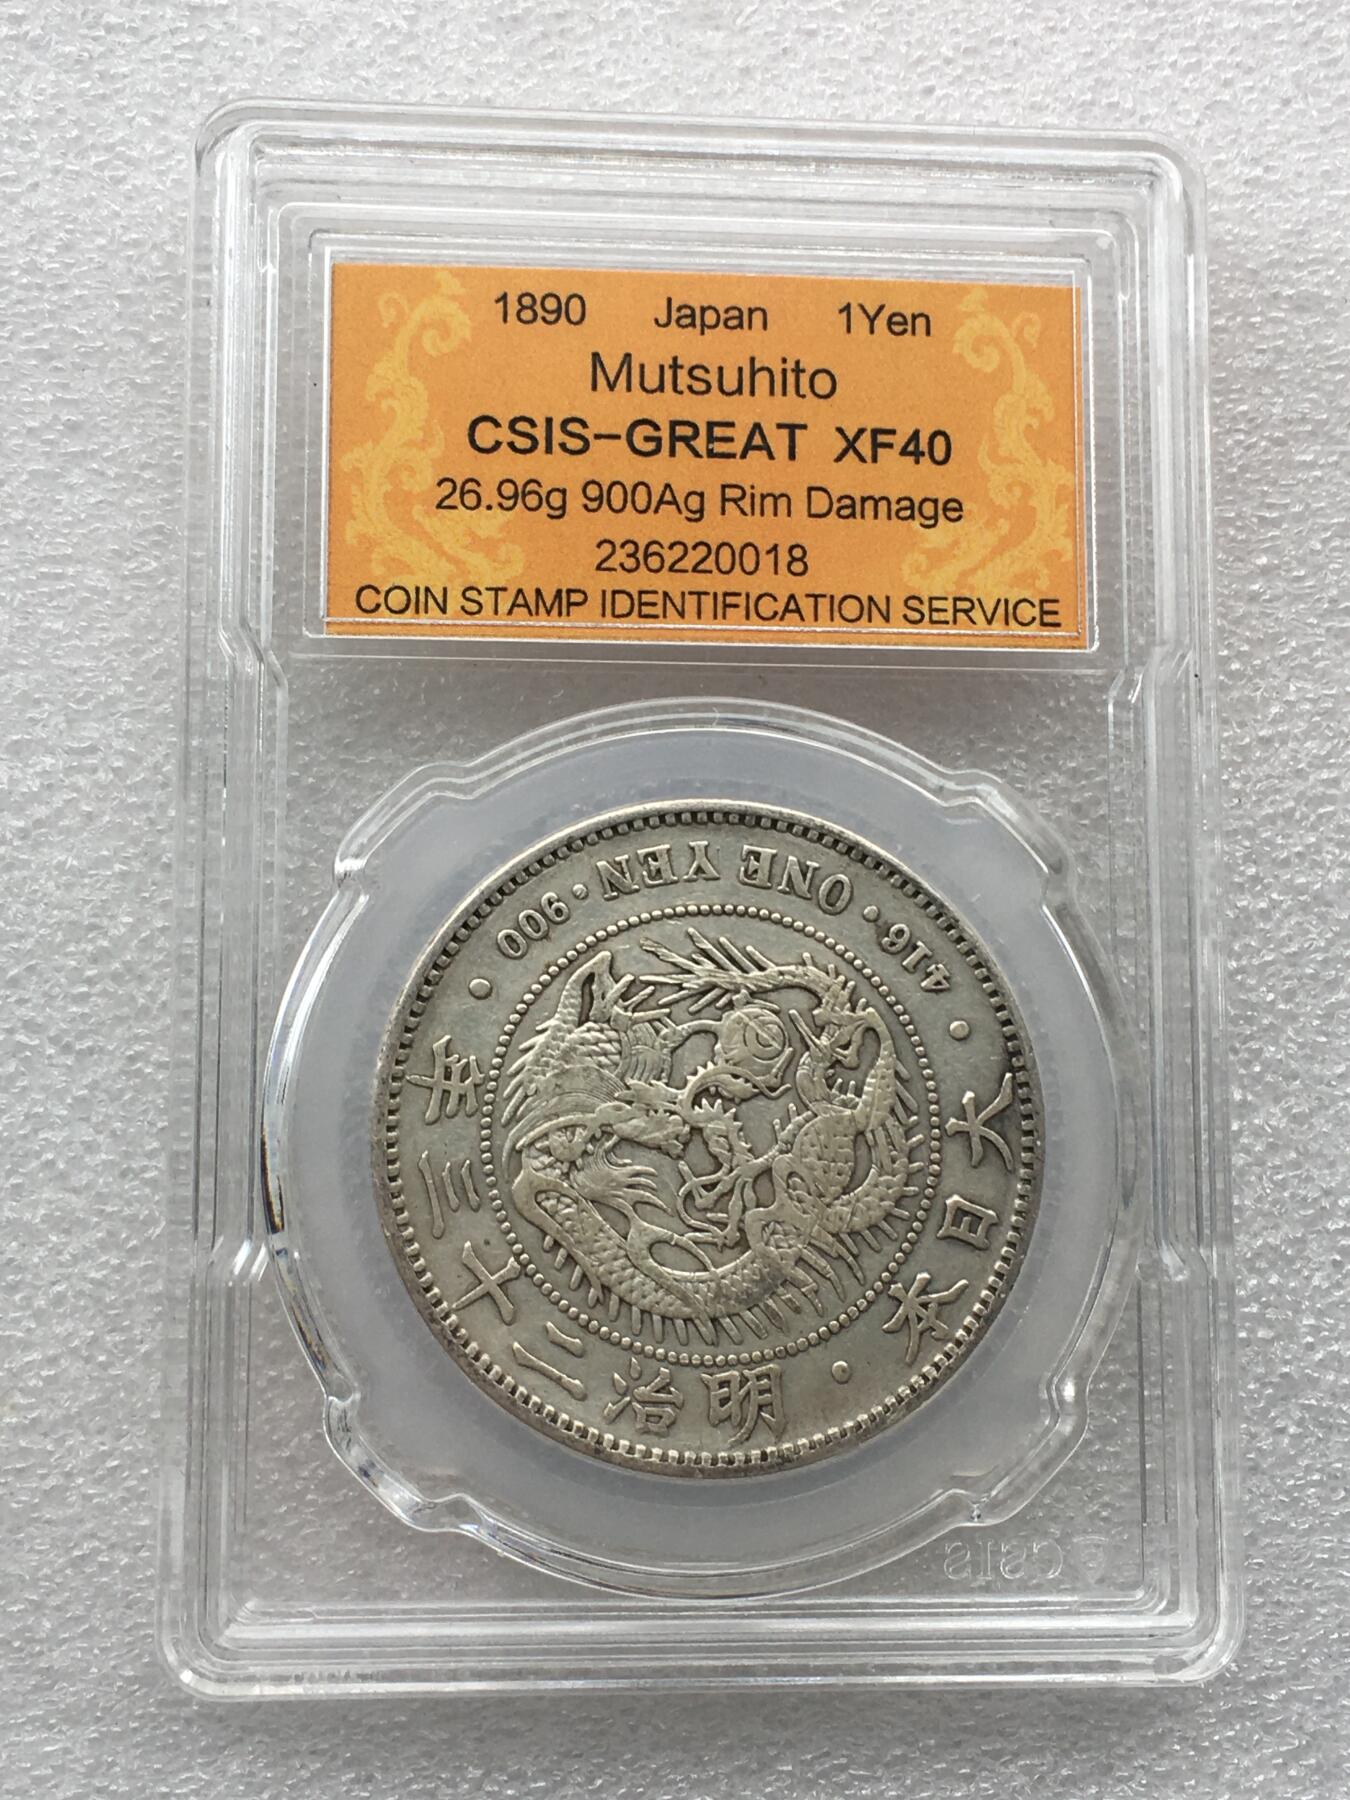 1890 Japan 1Yen
Mutsuhito
CSIS-GREAT XF40
26.96g 900Ag Rim Damage
236220018
COIN STAMP IDENTIFICATION SERVICE
416 · ONE YEN · 900
大日本 · 明治二十三年
CSIS